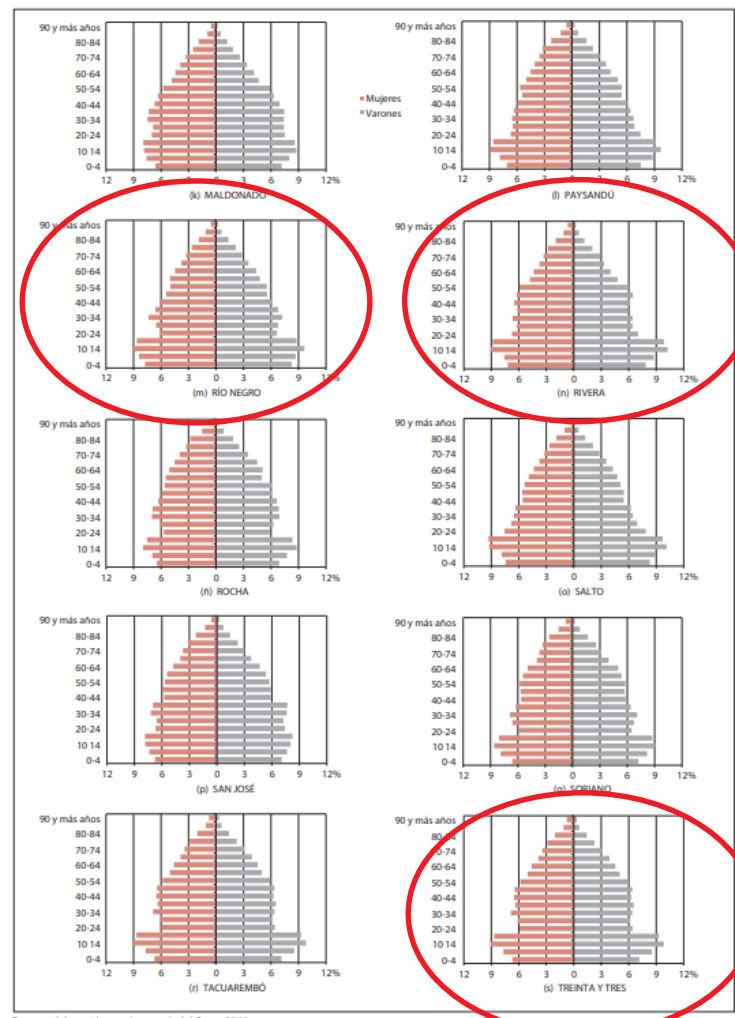 90 y más años
80-84
70-74
60-64
50-54
40-44
30-34
20-24
10 14
0-4
12 9 6 3 0 3 6 9 12%
(k) MALDONADO
Mujeres
Varones
90 y más años
80-84
70-74
60-64
50-54
40-44
30-34
20-24
10 14
0-4
12 9 6 3 0 3 6 9 12%
(l) PAYSANDÚ
90 y más años
80-84
70-74
60-64
50-54
40-44
30-34
20-24
10 14
0-4
12 9 6 3 0 3 6 9 12%
(m) RÍO NEGRO
90 y más años
80-84
70-74
60-64
50-54
40-44
30-34
20-24
10 14
0-4
12 9 6 3 0 3 6 9 12%
(n) RIVERA
90 y más años
80-84
70-74
60-64
50-54
40-44
30-34
20-24
10 14
0-4
12 9 6 3 0 3 6 9 12%
(ñ) ROCHA
90 y más años
80-84
70-74
60-64
50-54
40-44
30-34
20-24
10 14
0-4
12 9 6 3 0 3 6 9 12%
(o) SALTO
90 y más años
80-84
70-74
60-64
50-54
40-44
30-34
20-24
10 14
0-4
12 9 6 3 0 3 6 9 12%
(p) SAN JOSÉ
90 y más años
80-84
70-74
60-64
50-54
40-44
30-34
20-24
10 14
0-4
12 9 6 3 0 3 6 9 12%
(q) SORIANO
90 y más años
80-84
70-74
60-64
50-54
40-44
30-34
20-24
10 14
0-4
12 9 6 3 0 3 6 9 12%
(r) TACUAREMBÓ
90 y más años
80-84
70-74
60-64
50-54
40-44
30-34
20-24
10 14
0-4
12 9 6 3 0 3 6 9 12%
(s) TREINTA Y TRES